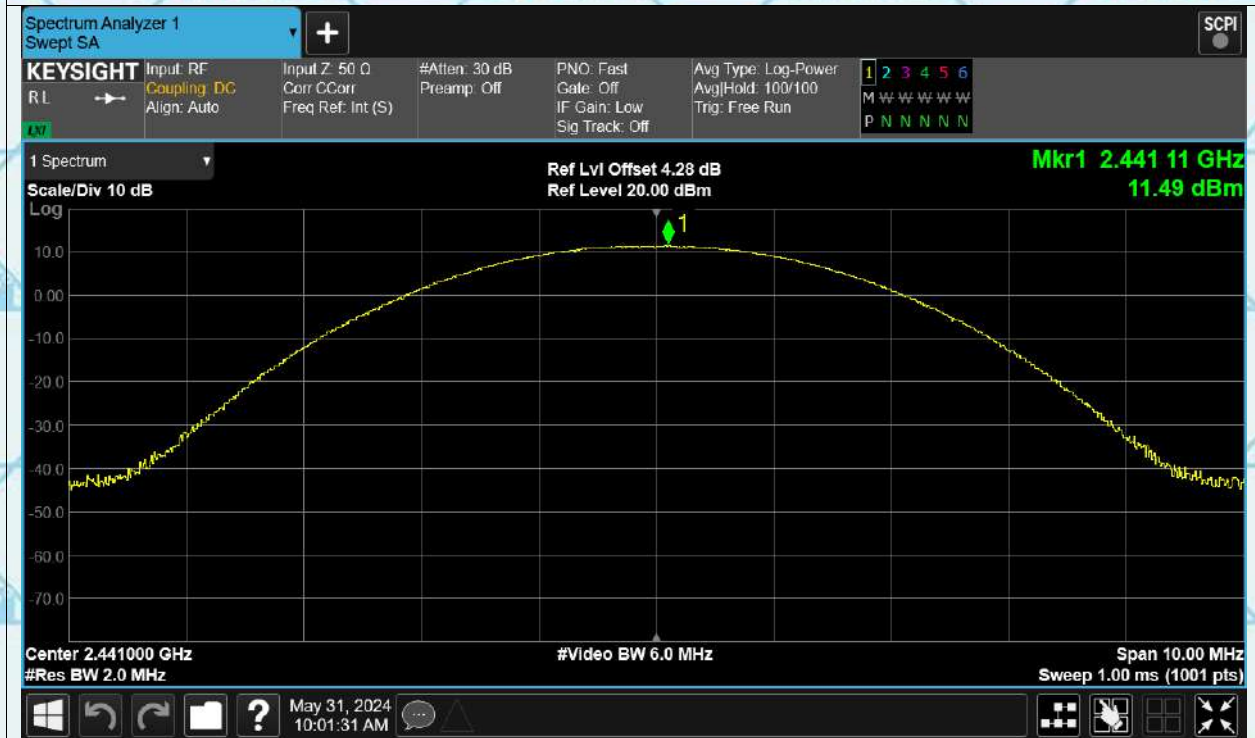 Spectrum Analyzer 1
Swept SA
+
SCPI
KEYSIGHT
RL
LXI
Input: RF
Coupling: DC
Align: Auto
Input Z: 50 Ω
Corr CCorr
Freq Ref: Int (S)
#Atten: 30 dB
Preamp: Off
PNO: Fast
Gate: Off
IF Gain: Low
Sig Track: Off
Avg Type: Log-Power
Avg|Hold: 100/100
Trig: Free Run
1 2 3 4 5 6
M W W W W W
P N N N N N
1 Spectrum
Scale/Div 10 dB
Log
Ref Lvl Offset 4.28 dB
Ref Level 20.00 dBm
Mkr1 2.441 11 GHz
11.49 dBm
1
10.0
0.00
-10.0
-20.0
-30.0
-40.0
-50.0
-60.0
-70.0
Center 2.441000 GHz
#Res BW 2.0 MHz
#Video BW 6.0 MHz
Span 10.00 MHz
Sweep 1.00 ms (1001 pts)
?
May 31, 2024
10:01:31 AM